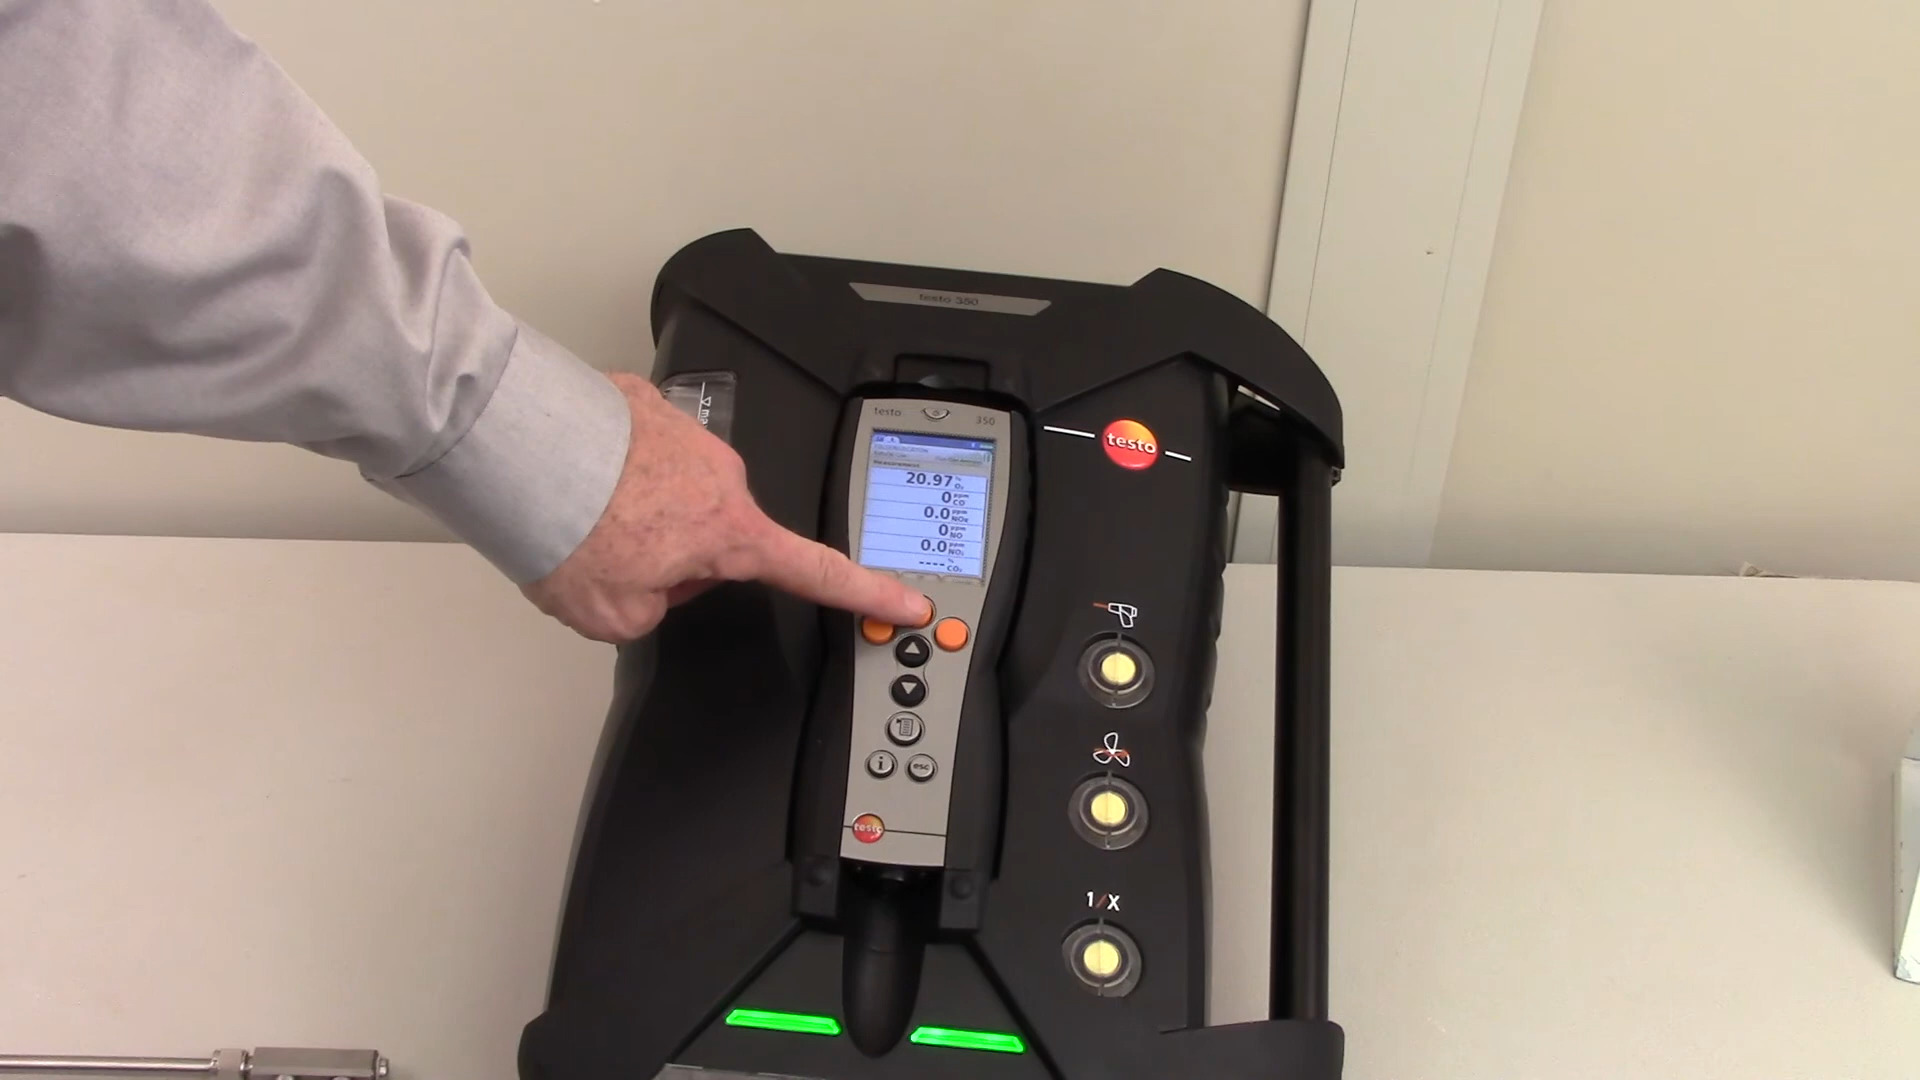 testo 350
testo 350
testo
Measurement
20.97 % O₂
0 ppm CO
0.0 ppm NOx
0 ppm NO
0.0 ppm NO₂
---- % CO₂
i esc
testo
1/X